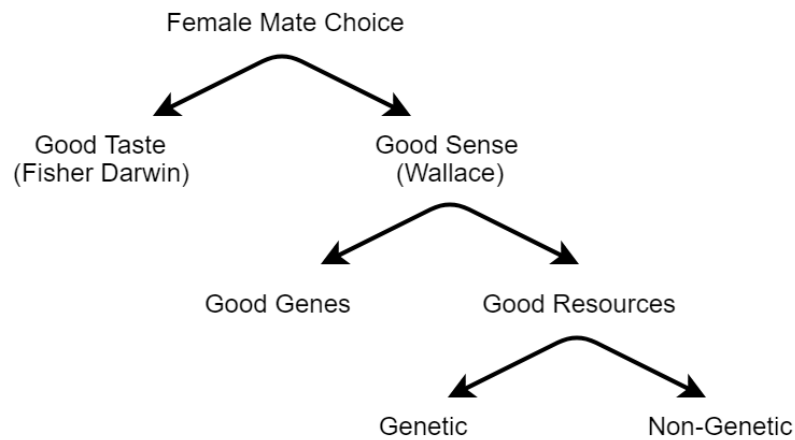 Female Mate Choice
Good Taste
(Fisher Darwin)
Good Sense
(Wallace)
Good Genes
Good Resources
Genetic
Non-Genetic